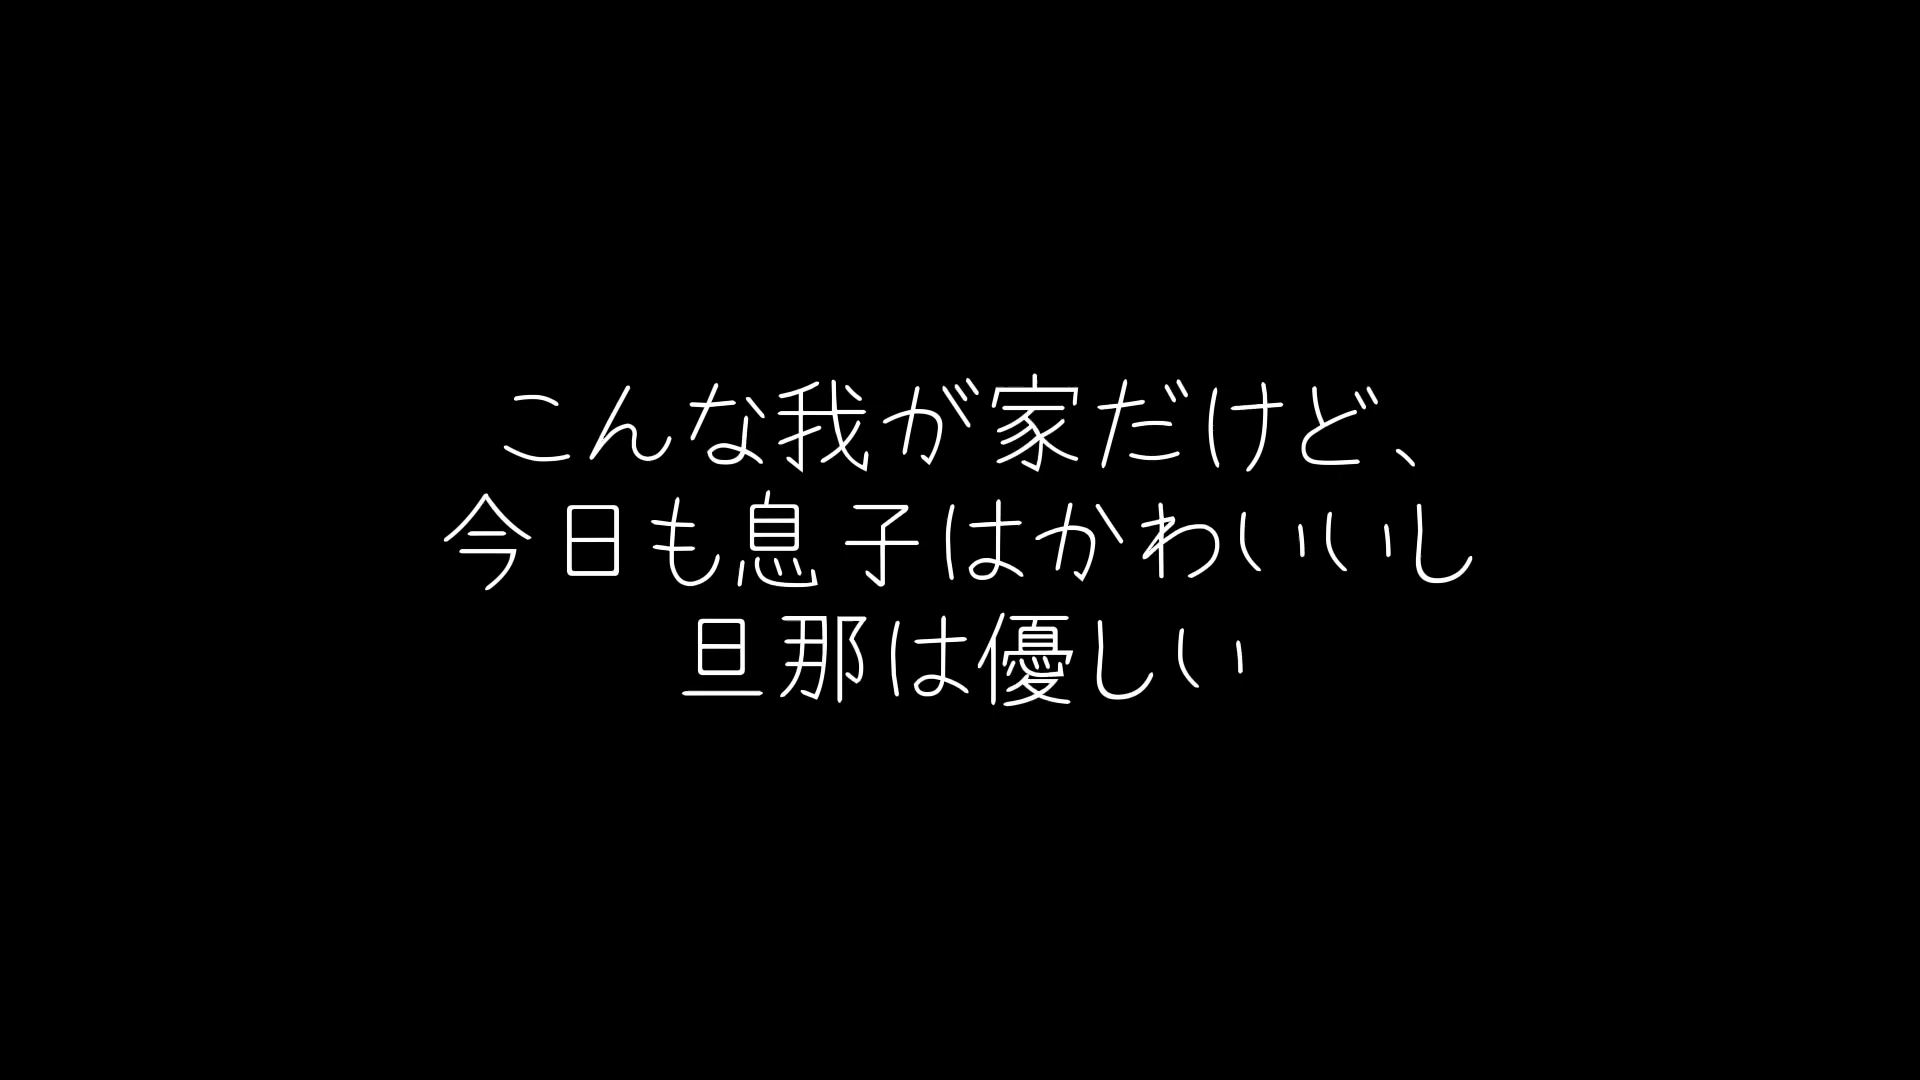 こんな我が家だけど、
今日も息子はかわいいし
旦那は優しい